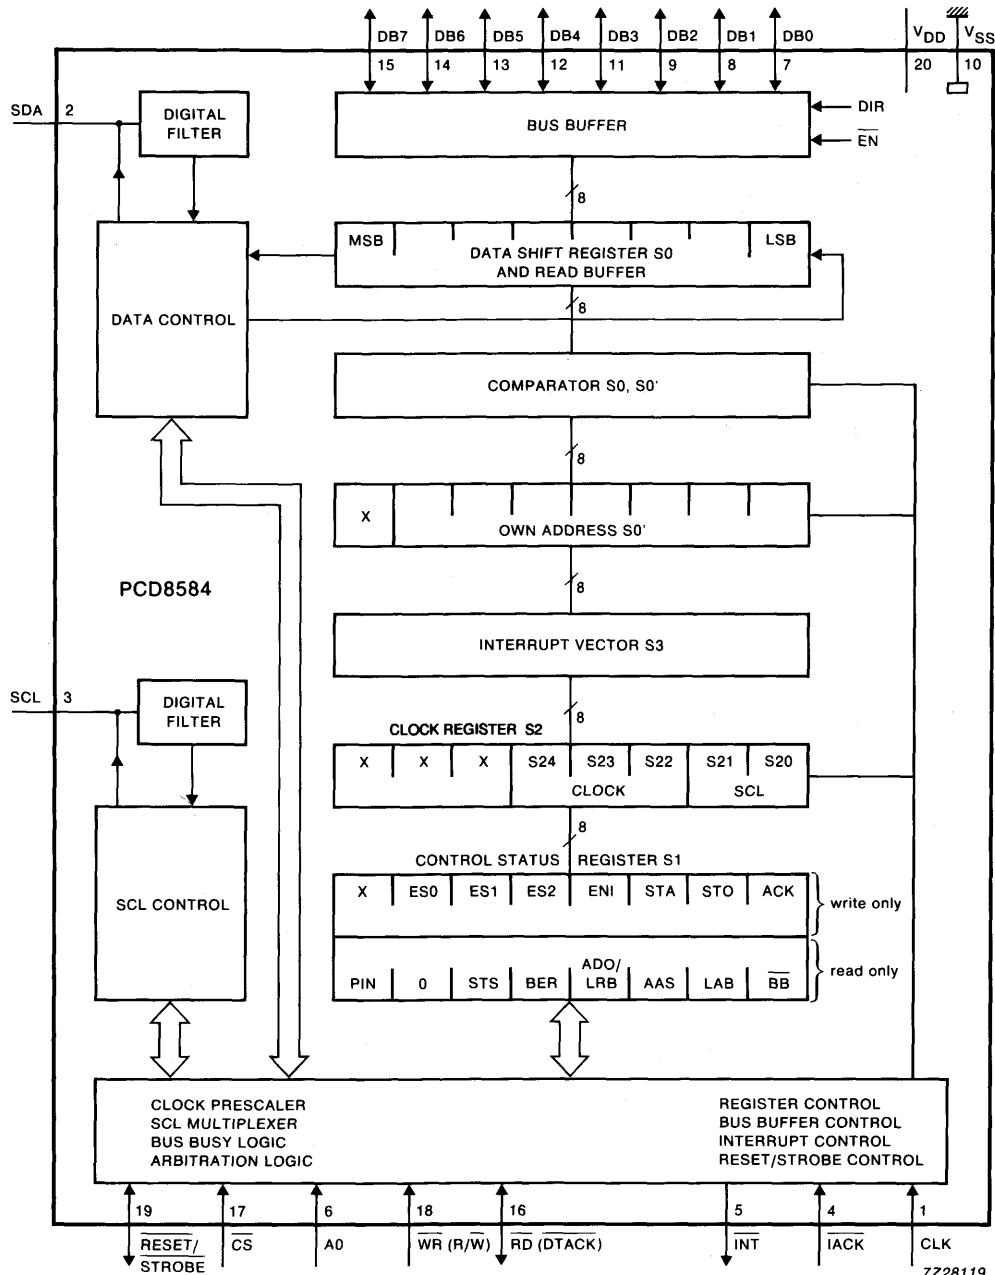 DB7 DB6 DB5 DB4 DB3 DB2 DB1 DB0 VDD VSS
15 14 13 12 11 9 8 7 20 10
SDA 2
DIGITAL
FILTER
BUS BUFFER
DIR
EN
8
MSB LSB
DATA SHIFT REGISTER S0
AND READ BUFFER
8
DATA CONTROL
COMPARATOR S0, S0'
8
X
OWN ADDRESS S0'
8
PCD8584
INTERRUPT VECTOR S3
SCL 3
DIGITAL
FILTER
8
CLOCK REGISTER S2
X X X S24 S23 S22 S21 S20
CLOCK SCL
8
CONTROL STATUS REGISTER S1
X ES0 ES1 ES2 ENI STA STO ACK
write only
SCL CONTROL
ADO/
PIN 0 STS BER LRB AAS LAB BB
read only
CLOCK PRESCALER
SCL MULTIPLEXER
BUS BUSY LOGIC
ARBITRATION LOGIC
REGISTER CONTROL
BUS BUFFER CONTROL
INTERRUPT CONTROL
RESET/STROBE CONTROL
19 17 6 18 16 5 4 1
RESET/ CS A0 WR (R/W) RD (DTACK) INT IACK CLK
STROBE
7Z28119